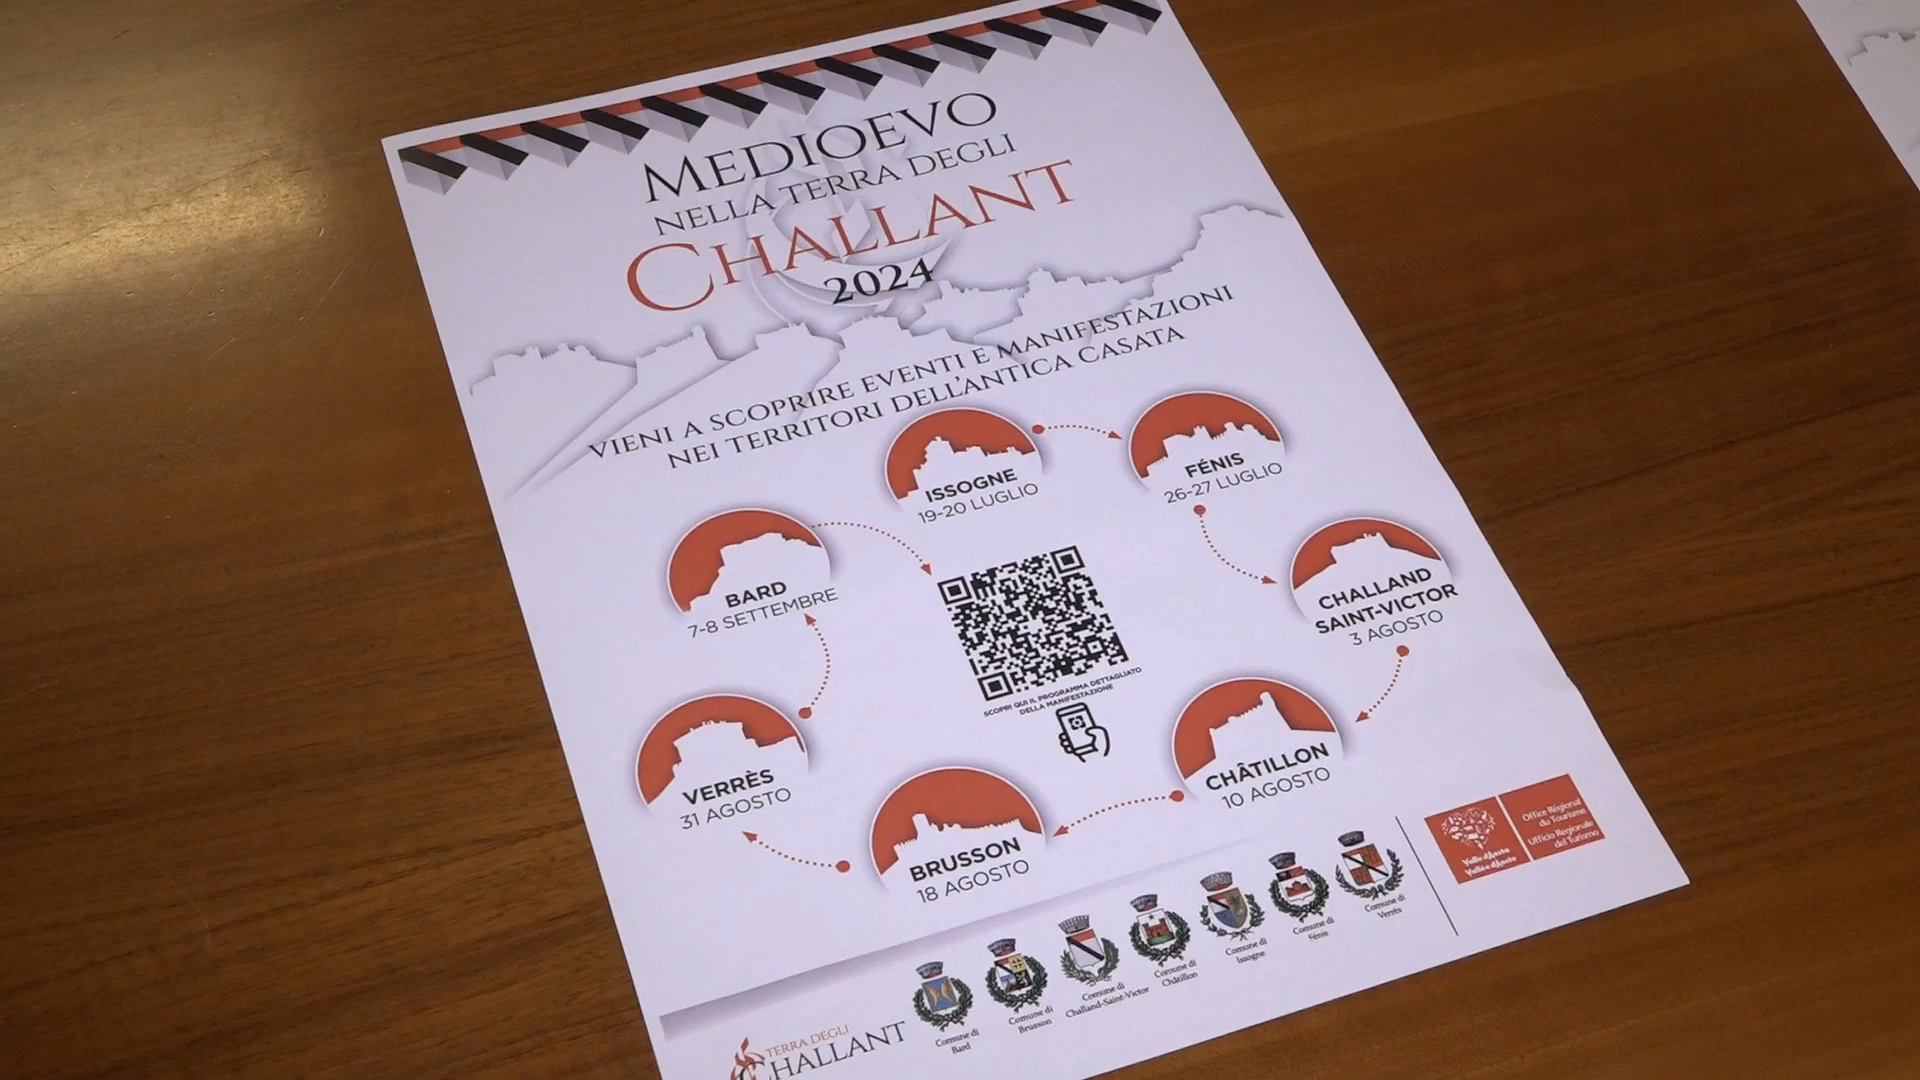 MEDIOEVO
NELLA TERRA DEGLI
CHALLANT
2024
VIENI A SCOPRIRE EVENTI E MANIFESTAZIONI
NEI TERRITORI DELL'ANTICA CASATA
ISSOGNE
19-20 LUGLIO
FÉNIS
26-27 LUGLIO
CHALLAND
SAINT-VICTOR
3 AGOSTO
CHÂTILLON
10 AGOSTO
BRUSSON
18 AGOSTO
VERRÈS
31 AGOSTO
BARD
7-8 SETTEMBRE
SCOPRI QUI IL PROGRAMMA DETTAGLIATO
DELLA MANIFESTAZIONE
TERRA DEGLI
CHALLANT
Comune di
Bard
Comune di
Brusson
Comune di
Challand-Saint-Victor
Comune di
Châtillon
Comune di
Issogne
Comune di
Fénis
Comune di
Verrès
Valle d'Aosta
Vallée d'Aoste
Office Régional
du Tourisme
Ufficio Regionale
del Turismo